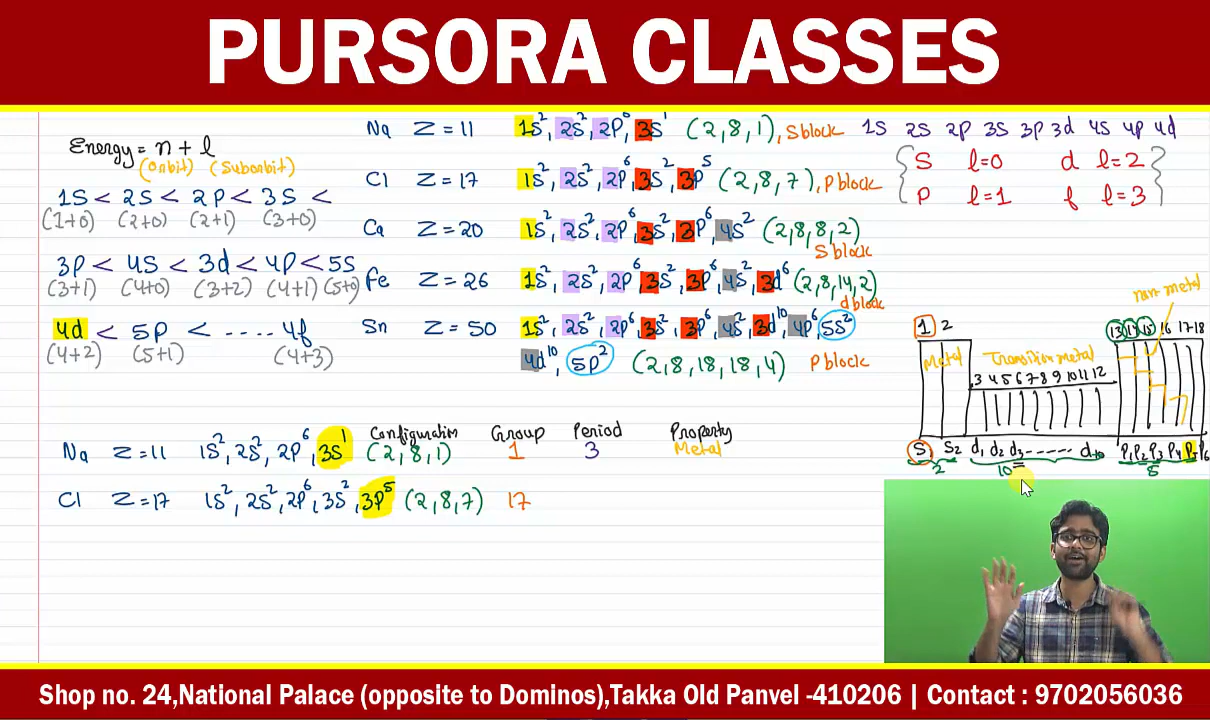 PURSORA CLASSES
Energy = n + l
(Orbit) (Suborbit)
1S < 2S < 2P < 3S <
(1+0) (2+0) (2+1) (3+0)
3P < 4S < 3d < 4P < 5S
(3+1) (4+0) (3+2) (4+1) (5+0)
4d < 5P < .... 4f
(4+2) (5+1) (4+3)
Na Z = 11 1S², 2S², 2P⁶, 3S¹ (2,8,1), S block
Cl Z = 17 1S², 2S², 2P⁶, 3S², 3P⁵ (2,8,7), P block
Ca Z = 20 1S², 2S², 2P⁶, 3S², 3P⁶, 4S² (2,8,8,2)
S block
Fe Z = 26 1S², 2S², 2P⁶, 3S², 3P⁶, 4S², 3d⁶ (2,8,14,2)
d block
Sn Z = 50 1S², 2S², 2P⁶, 3S², 3P⁶, 4S², 3d¹⁰, 4P⁶, 5S²
4d¹⁰, 5P² (2,8,18,18,4) P block
1S 2S 2P 3S 3P 3d 4S 4P 4d
S l=0 d l=2
P l=1 f l=3
non-metal
1 2 13 15 16 17 18
Metal Transition metal
3 4 5 6 7 8 9 10 11 12
S1 S2 d1 d2 d3 ------ d10 P1 P2 P3 P4 P5 P6
2 10
Configuration Group Period Property
Na Z = 11 1S², 2S², 2P⁶, 3S¹ (2,8,1) 1 3 Metal
Cl Z = 17 1S², 2S², 2P⁶, 3S², 3P⁵ (2,8,7) 17
Shop no. 24,National Palace (opposite to Dominos),Takka Old Panvel -410206 | Contact : 9702056036